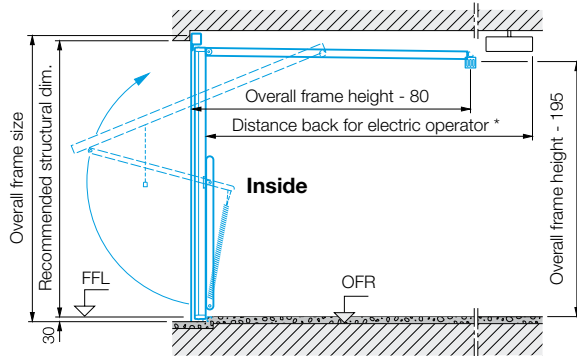 Overall frame size
Recommended structural dim.
Overall frame height - 80
Distance back for electric operator *
Inside
Overall frame height - 195
FFL
OFR
30